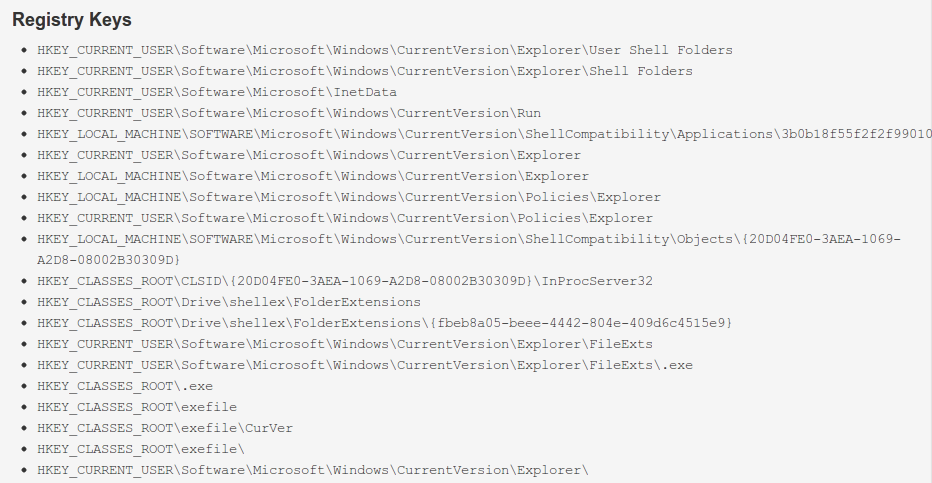 Registry Keys
HKEY_CURRENT_USER\Software\Microsoft\Windows\CurrentVersion\Explorer\User Shell Folders
HKEY_CURRENT_USER\Software\Microsoft\Windows\CurrentVersion\Explorer\Shell Folders
HKEY_CURRENT_USER\Software\Microsoft\InetData
HKEY_CURRENT_USER\Software\Microsoft\Windows\CurrentVersion\Run
HKEY_LOCAL_MACHINE\SOFTWARE\Microsoft\Windows\CurrentVersion\ShellCompatibility\Applications\3b0b18f55f2f2f99010
HKEY_CURRENT_USER\Software\Microsoft\Windows\CurrentVersion\Explorer
HKEY_LOCAL_MACHINE\Software\Microsoft\Windows\CurrentVersion\Explorer
HKEY_LOCAL_MACHINE\Software\Microsoft\Windows\CurrentVersion\Policies\Explorer
HKEY_CURRENT_USER\Software\Microsoft\Windows\CurrentVersion\Policies\Explorer
HKEY_LOCAL_MACHINE\SOFTWARE\Microsoft\Windows\CurrentVersion\ShellCompatibility\Objects\{20D04FE0-3AEA-1069-
A2D8-08002B30309D}
HKEY_CLASSES_ROOT\CLSID\{20D04FE0-3AEA-1069-A2D8-08002B30309D}\InProcServer32
HKEY_CLASSES_ROOT\Drive\shellex\FolderExtensions
HKEY_CLASSES_ROOT\Drive\shellex\FolderExtensions\{fbeb8a05-beee-4442-804e-409d6c4515e9}
HKEY_CURRENT_USER\Software\Microsoft\Windows\CurrentVersion\Explorer\FileExts
HKEY_CURRENT_USER\Software\Microsoft\Windows\CurrentVersion\Explorer\FileExts\.exe
HKEY_CLASSES_ROOT\.exe
HKEY_CLASSES_ROOT\exefile
HKEY_CLASSES_ROOT\exefile\CurVer
HKEY_CLASSES_ROOT\exefile\
HKEY_CURRENT_USER\Software\Microsoft\Windows\CurrentVersion\Explorer\